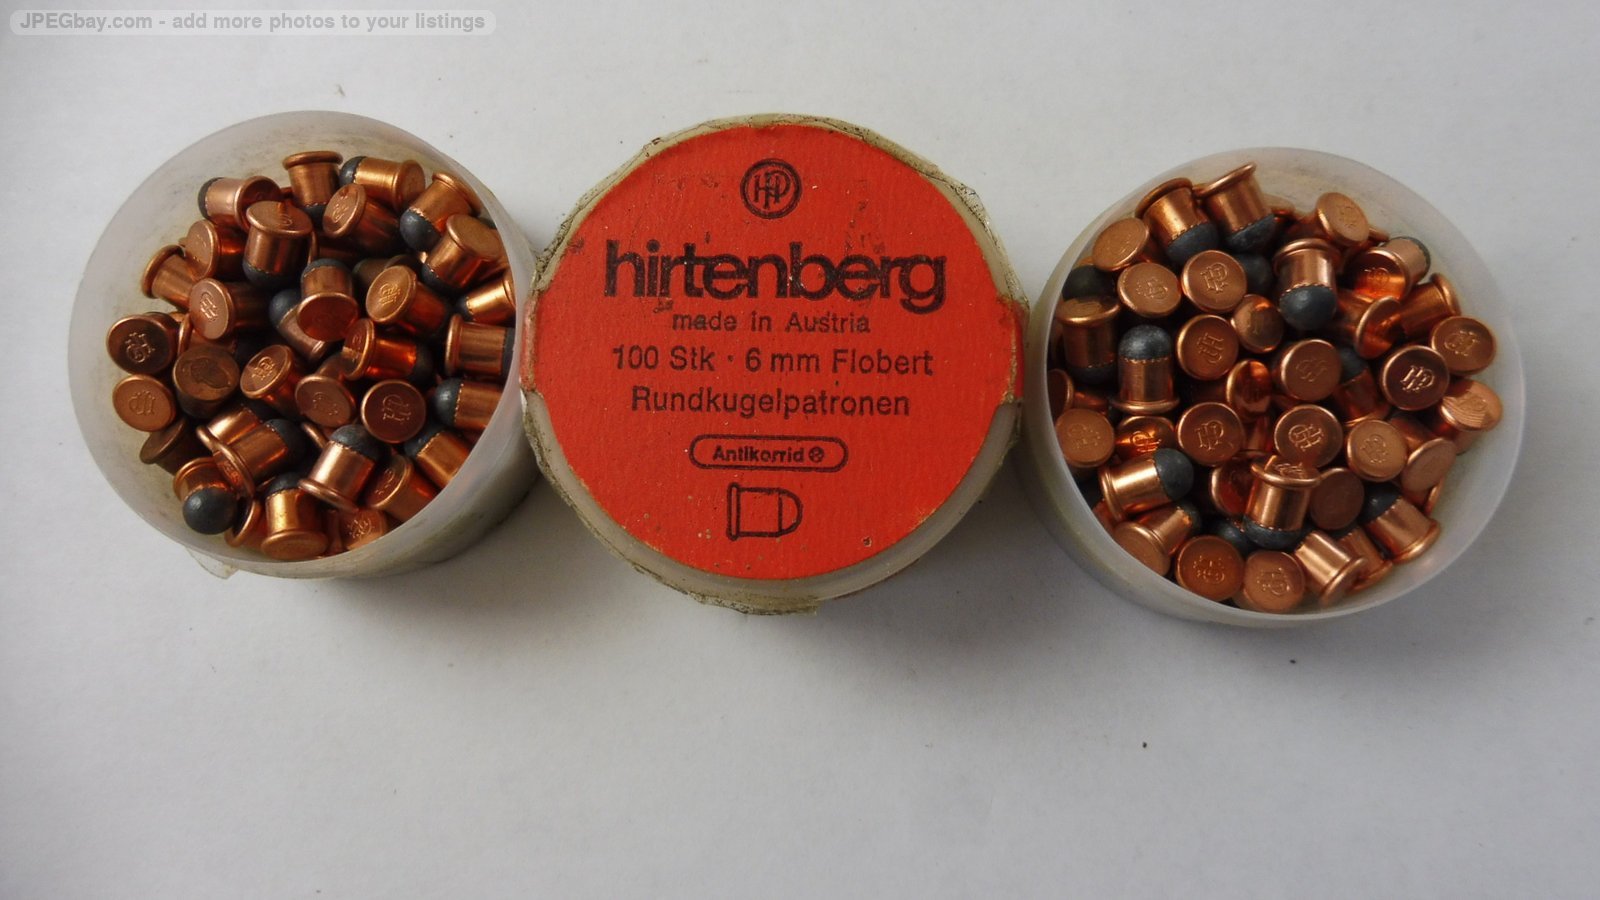 JPEGbay.com - add more photos to your listings
HP
hirtenberg
made in Austria
100 Stk · 6 mm Flobert
Rundkugelpatronen
Antikorrid ®